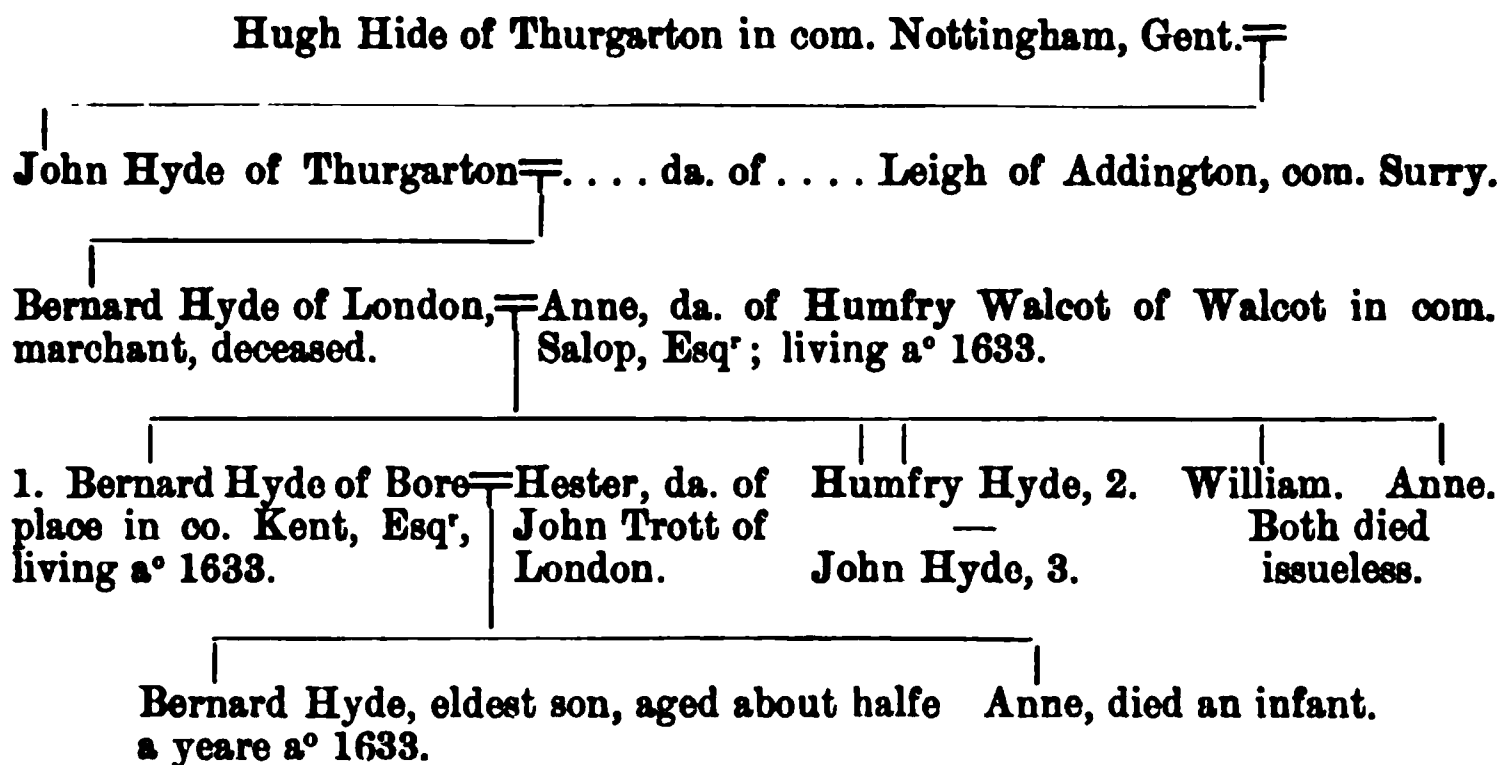 Hugh Hide of Thurgarton in com. Nottingham, Gent.
John Hyde of Thurgarton=.... da. of .... Leigh of Addington, com. Surry.
Bernard Hyde of London,=Anne, da. of Humfry Walcot of Walcot in com.
marchant, deceased. Salop, Esqʳ; living aº 1633.
1. Bernard Hyde of Bore=Hester, da. of Humfry Hyde, 2. William. Anne.
place in co. Kent, Esqʳ, John Trott of — Both died
living aº 1633. London. John Hyde, 3. issueless.
Bernard Hyde, eldest son, aged about halfe Anne, died an infant.
a yeare aº 1633.